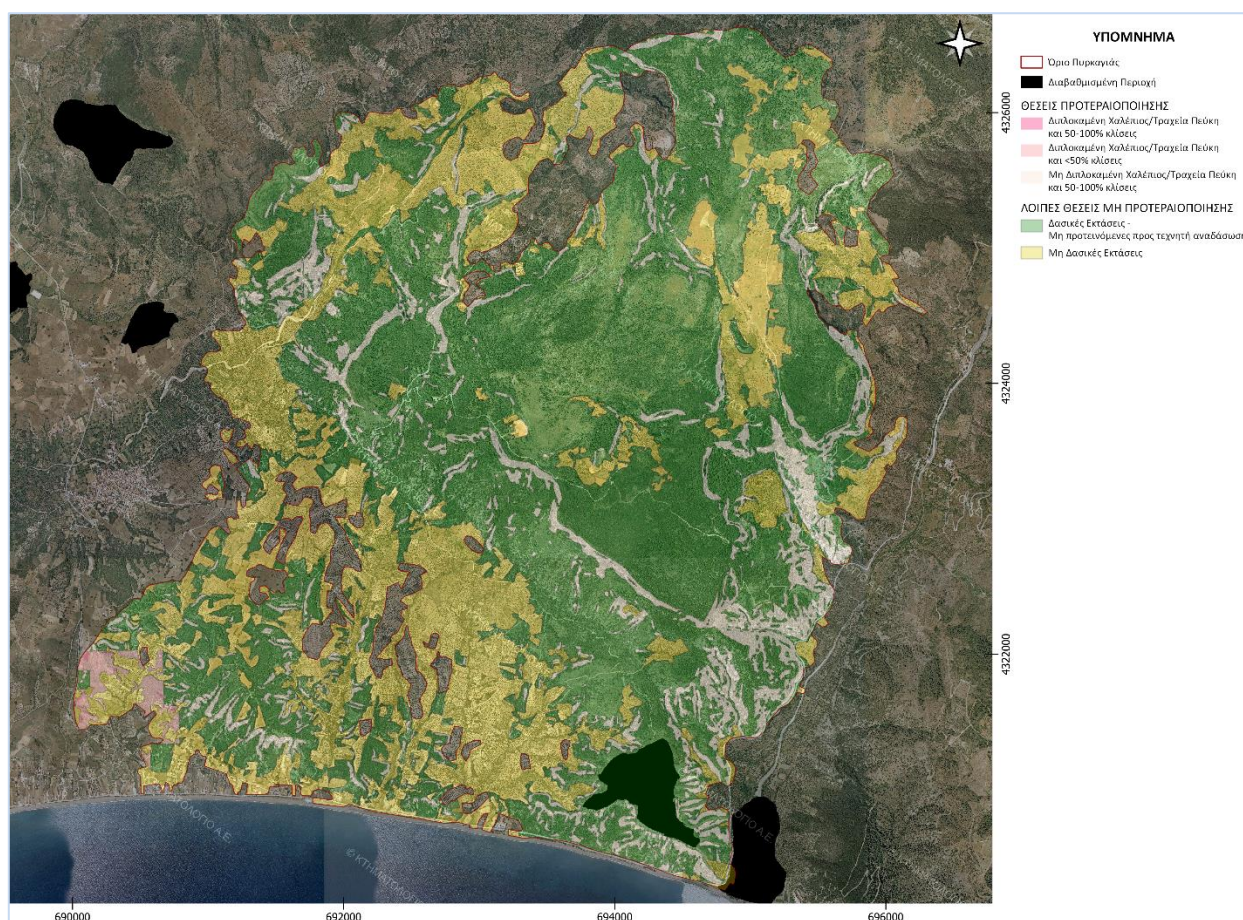 ΥΠΟΜΝΗΜΑ
Όριο Πυρκαγιάς
Διαβαθμισμένη Περιοχή
ΘΕΣΕΙΣ ΠΡΟΤΕΡΑΙΟΠΟΙΗΣΗΣ
Διπλοκαμένη Χαλέπιος/Τραχεία Πεύκη
και 50-100% κλίσεις
Διπλοκαμένη Χαλέπιος/Τραχεία Πεύκη
και <50% κλίσεις
Μη Διπλοκαμένη Χαλέπιος/Τραχεία Πεύκη
και 50-100% κλίσεις
ΛΟΙΠΕΣ ΘΕΣΕΙΣ ΜΗ ΠΡΟΤΕΡΑΙΟΠΟΙΗΣΗΣ
Δασικές Εκτάσεις -
Μη προτεινόμενες προς τεχνητή αναδάσωση
Μη Δασικές Εκτάσεις
4326000
4324000
4322000
690000
692000
694000
696000